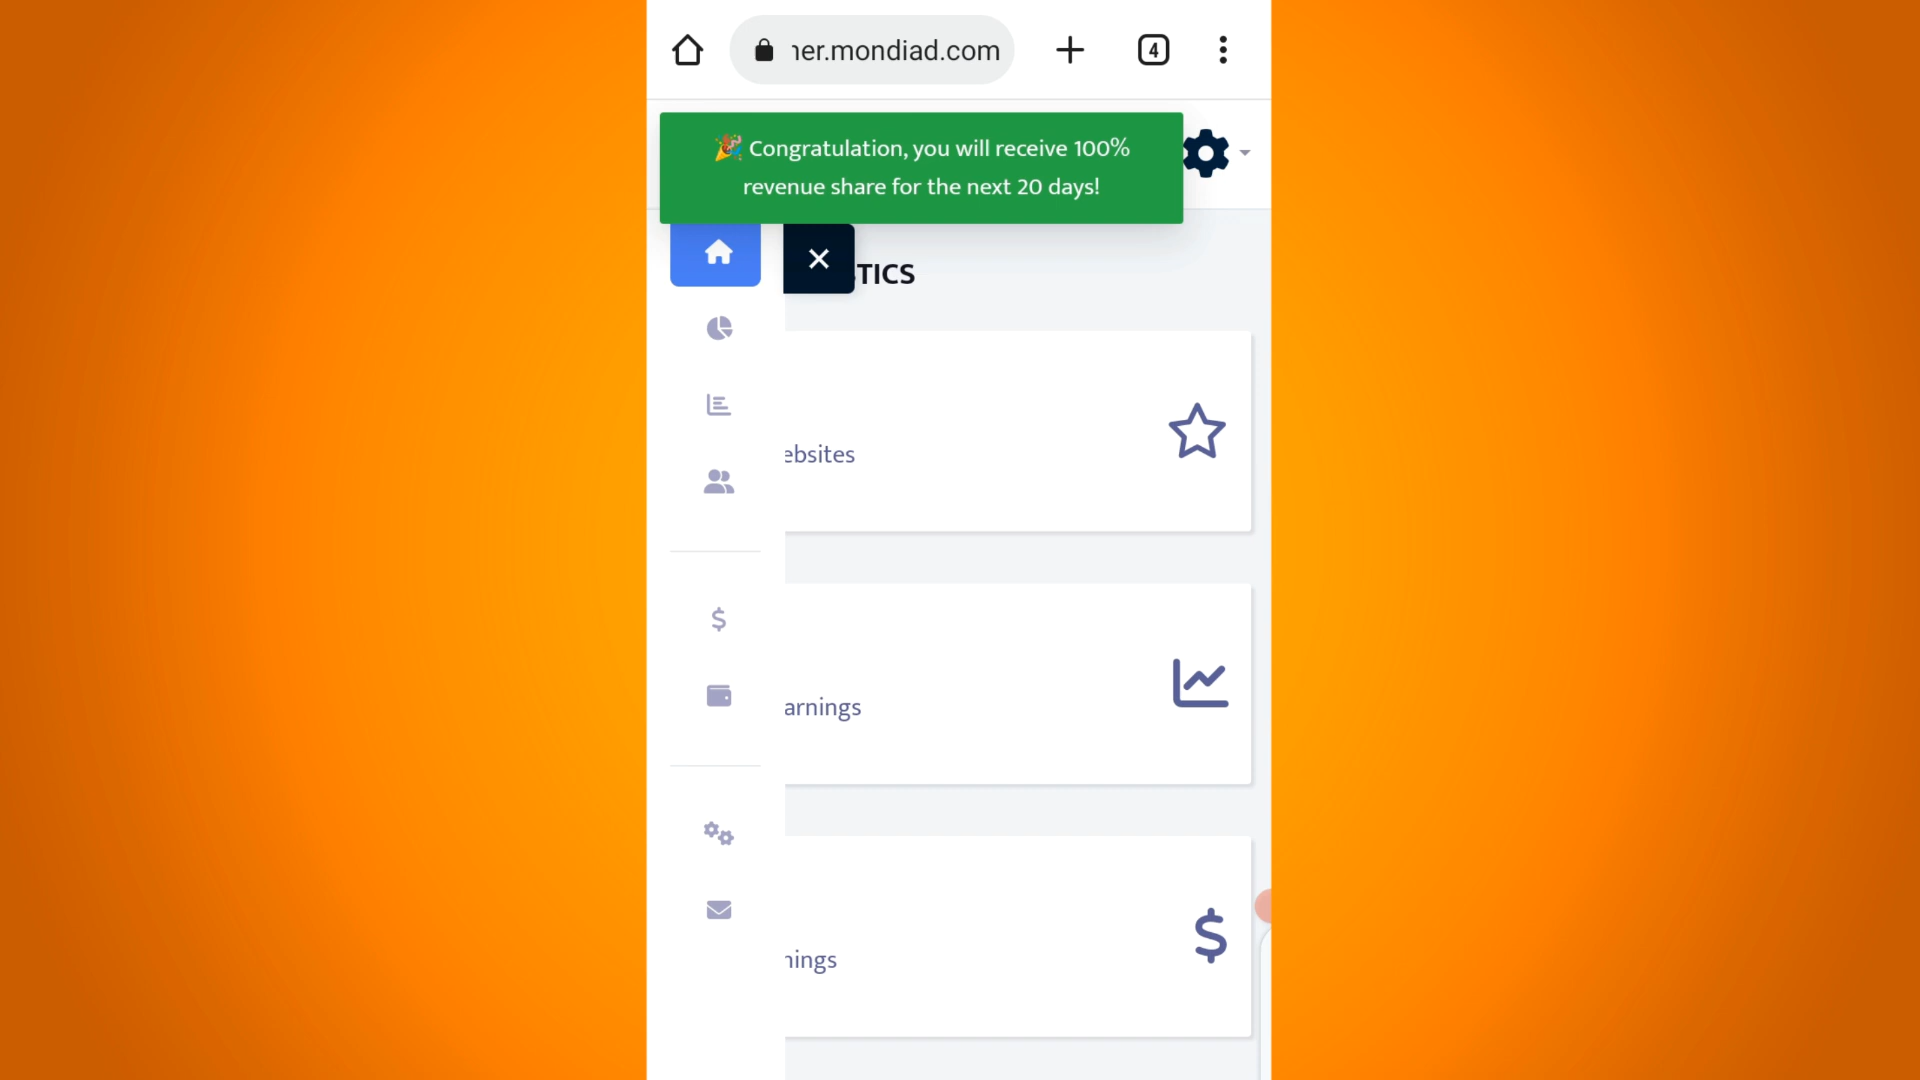 ner.mondiad.com
4
🎉 Congratulation, you will receive 100%
revenue share for the next 20 days!
TICS
ebsites
arnings
nings